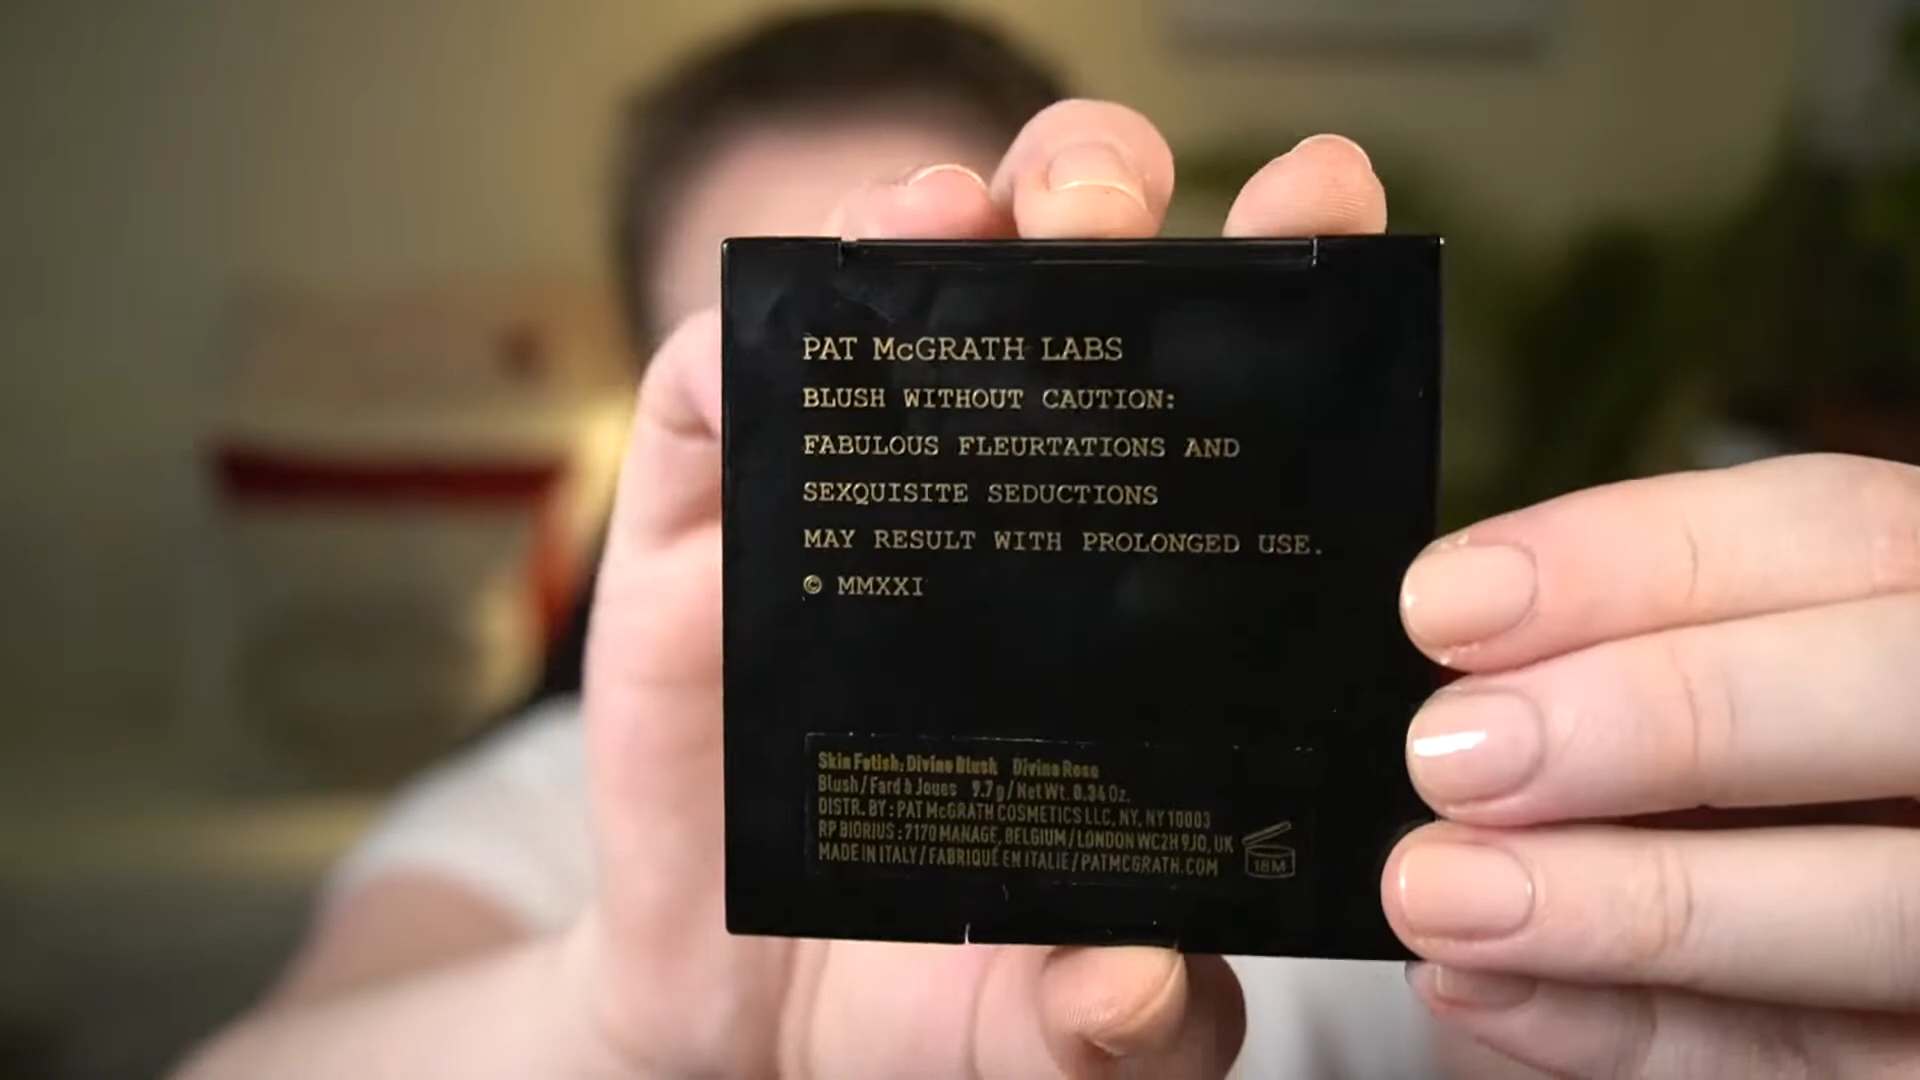 PAT McGRATH LABS
BLUSH WITHOUT CAUTION:
FABULOUS FLEURTATIONS AND
SEXQUISITE SEDUCTIONS
MAY RESULT WITH PROLONGED USE.
© MMXXI
Skin Fetish: Divine Blush Divine Rose
Blush/Fard à Joues 9.7 g/Net Wt. 0.34 Oz.
DISTR. BY: PAT McGRATH COSMETICS LLC, NY, NY 10003
RP BIORIUS: 7170 MANAGE, BELGIUM/LONDON WC2H 9JQ, UK
MADE IN ITALY/FABRIQUÉ EN ITALIE/PATMCGRATH.COM
18M